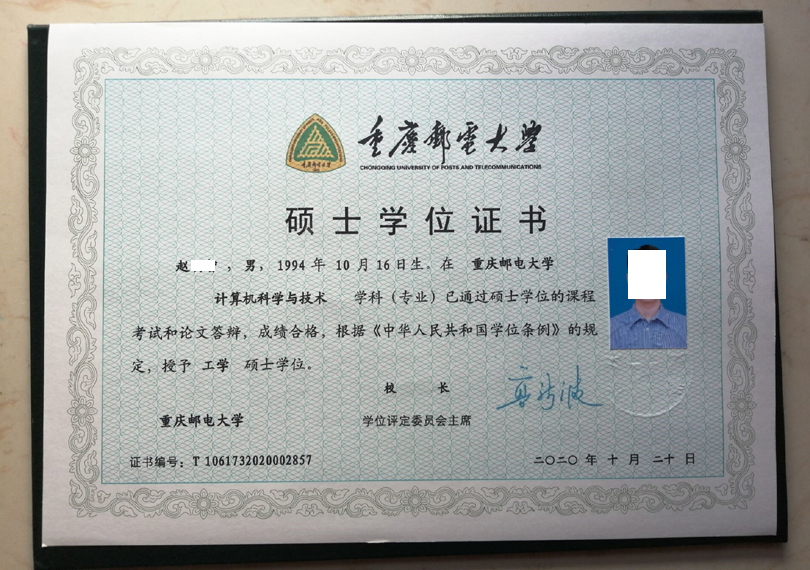 重庆邮电大学
CHONGQING UNIVERSITY OF POSTS AND TELECOMMUNICATIONS
重庆邮电大学
硕士学位证书
赵 ，男，1994 年 10 月 16 日生。在 重庆邮电大学
计算机科学与技术 学科（专业）已通过硕士学位的课程
考试和论文答辩，成绩合格，根据《中华人民共和国学位条例》的规
定，授予 工学 硕士学位。
校 长
重庆邮电大学 学位评定委员会主席
证书编号：T 1061732020002857 二〇二〇 年 十 月 二十 日